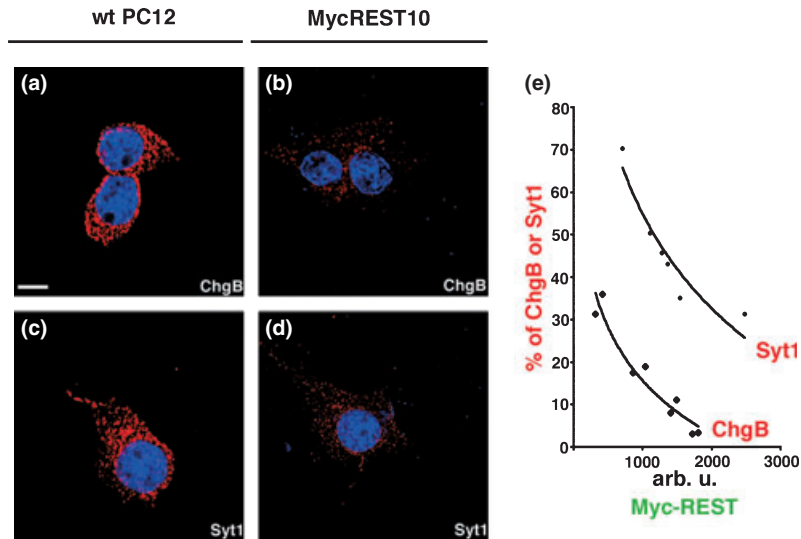 wt PC12
MycREST10
(a)
ChgB
(b)
ChgB
(c)
Syt1
(d)
Syt1
(e)
% of ChgB or Syt1
80
70
60
50
40
30
20
10
0
Syt1
ChgB
1000
2000
3000
arb. u.
Myc-REST